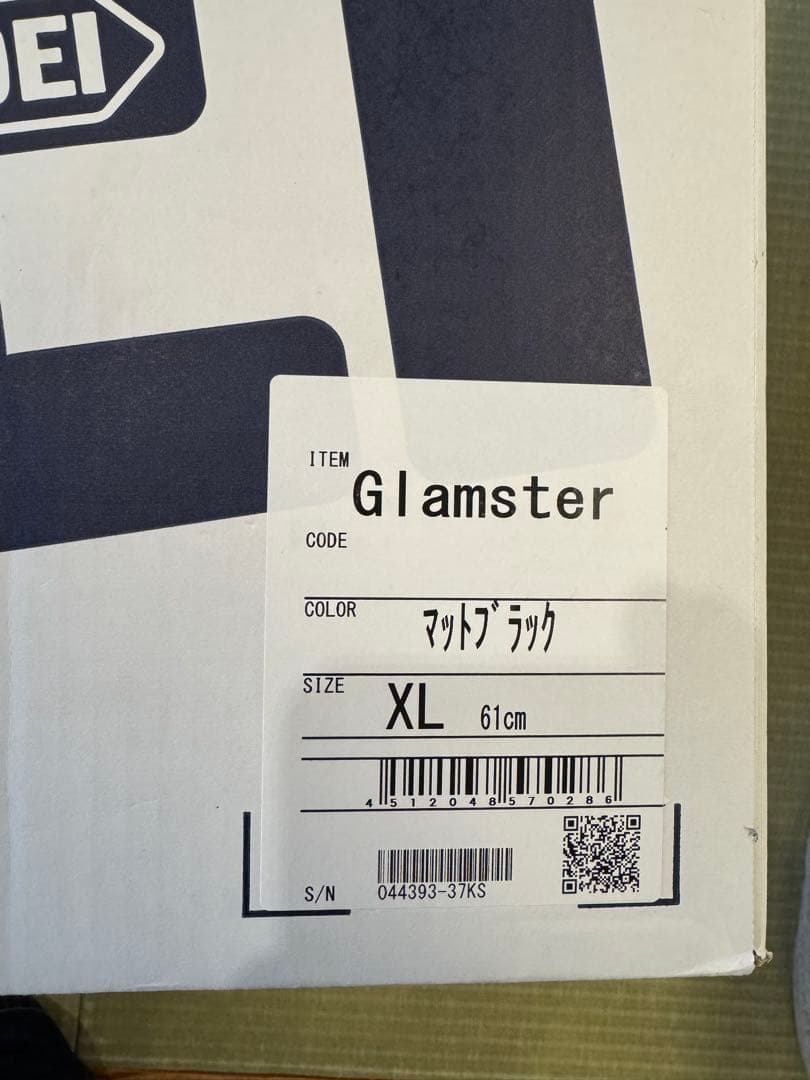 OEI
ITEM
Glamster
CODE
COLOR
ﾏｯﾄﾌﾞﾗｯｸ
SIZE
XL 61cm
4512048570286
S/N
044393-37KS